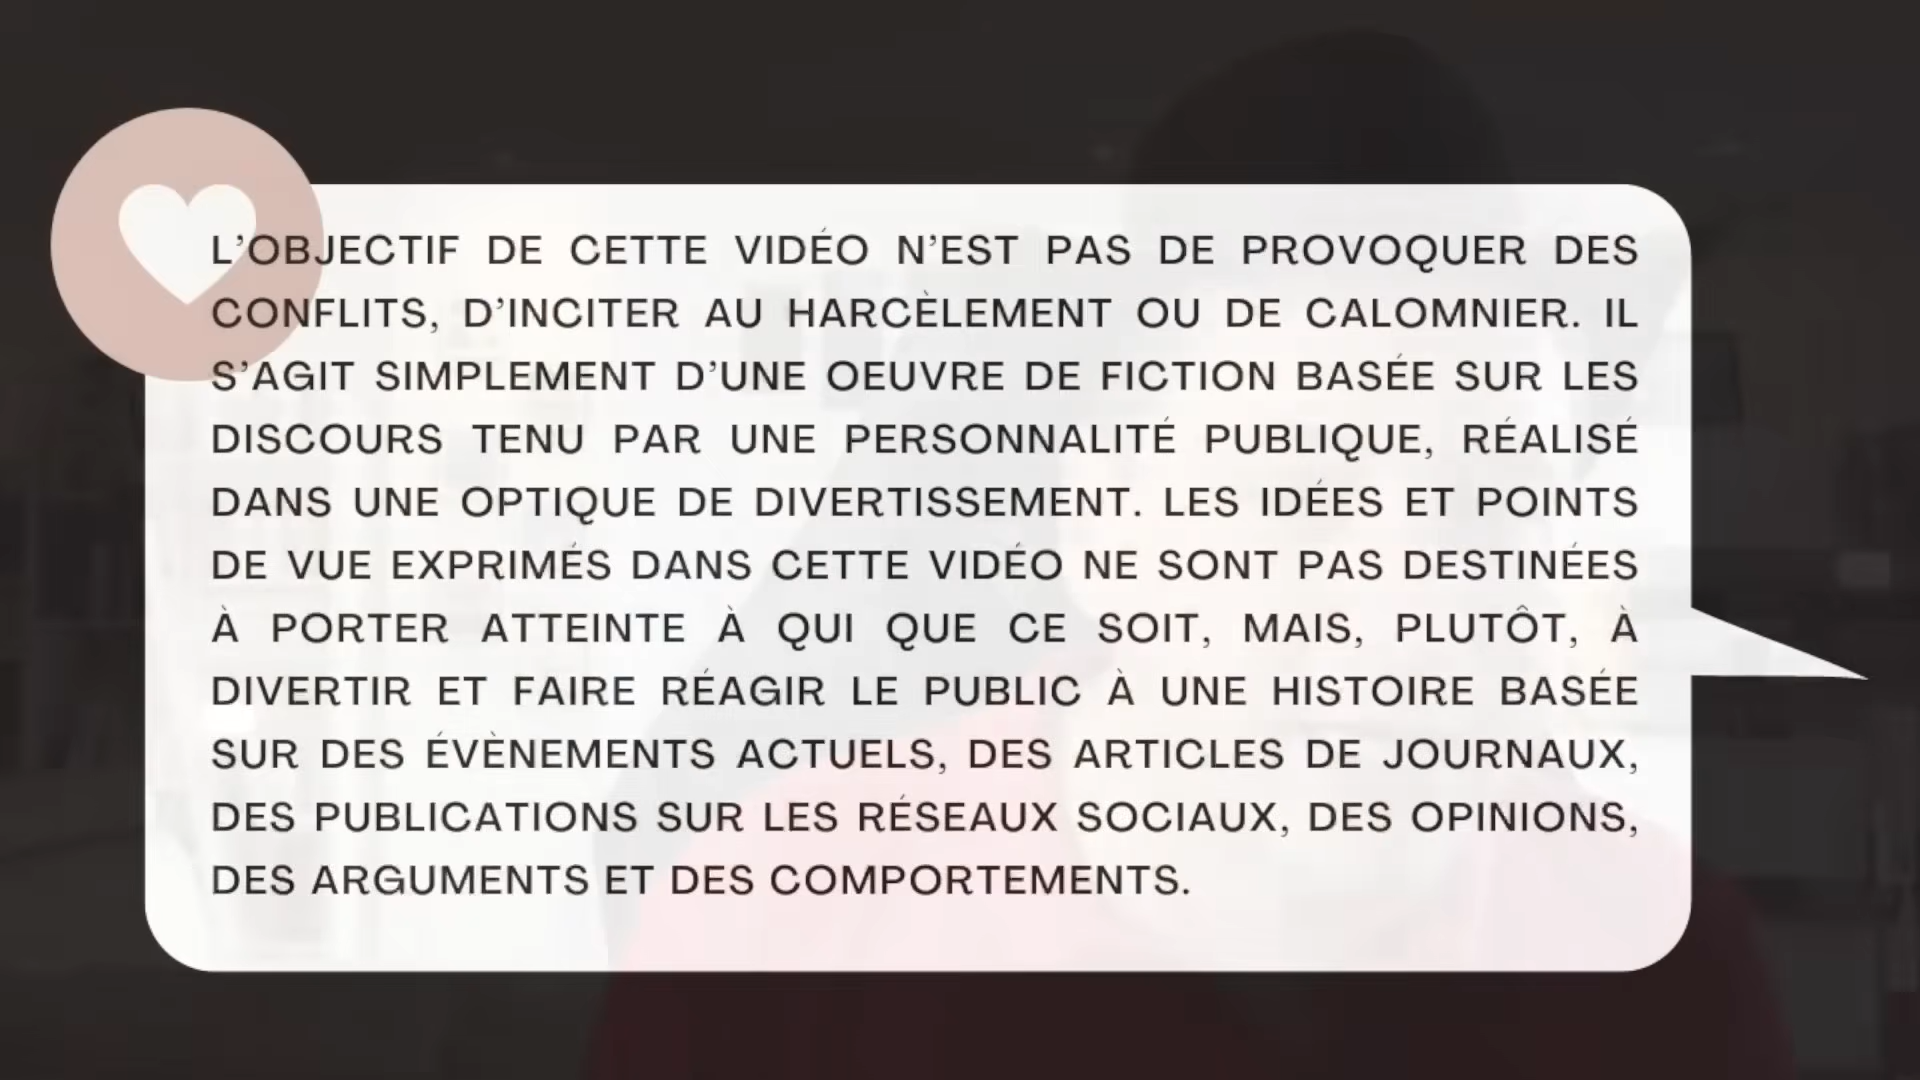 L’OBJECTIF DE CETTE VIDÉO N’EST PAS DE PROVOQUER DES
CONFLITS, D’INCITER AU HARCÈLEMENT OU DE CALOMNIER. IL
S’AGIT SIMPLEMENT D’UNE OEUVRE DE FICTION BASÉE SUR LES
DISCOURS TENU PAR UNE PERSONNALITÉ PUBLIQUE, RÉALISÉ
DANS UNE OPTIQUE DE DIVERTISSEMENT. LES IDÉES ET POINTS
DE VUE EXPRIMÉS DANS CETTE VIDÉO NE SONT PAS DESTINÉES
À PORTER ATTEINTE À QUI QUE CE SOIT, MAIS, PLUTÔT, À
DIVERTIR ET FAIRE RÉAGIR LE PUBLIC À UNE HISTOIRE BASÉE
SUR DES ÉVÈNEMENTS ACTUELS, DES ARTICLES DE JOURNAUX,
DES PUBLICATIONS SUR LES RÉSEAUX SOCIAUX, DES OPINIONS,
DES ARGUMENTS ET DES COMPORTEMENTS.